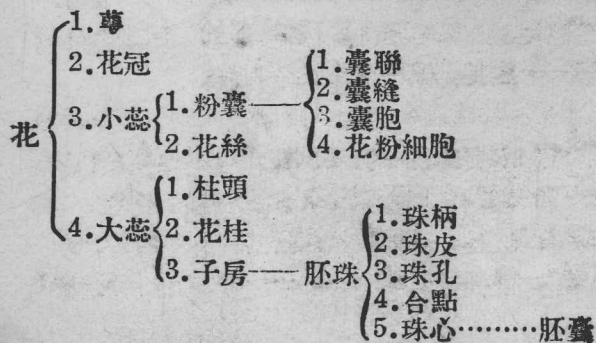 花
1.萼
2.花冠
3.小蕊
1.粉囊
1.囊聯
2.囊縫
3.囊胞
4.花粉細胞
2.花絲
4.大蕊
1.柱頭
2.花桂
3.子房——胚珠
1.珠柄
2.珠皮
3.珠孔
4.合點
5.珠心………胚囊